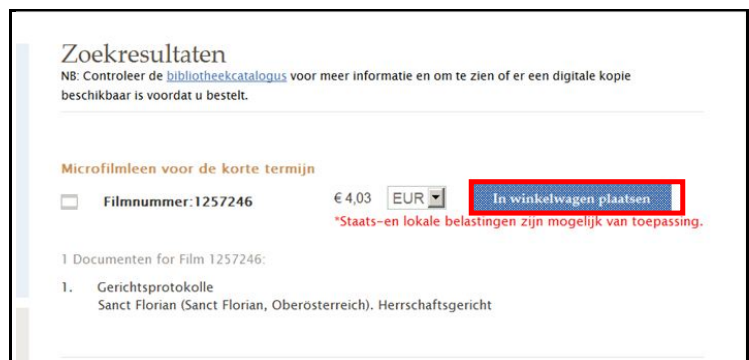 Zoekresultaten
NB: Controleer de bibliotheekcatalogus voor meer informatie en om te zien of er een digitale kopie
beschikbaar is voordat u bestelt.
Microfilmleen voor de korte termijn
Filmnummer:1257246 € 4,03 EUR In winkelwagen plaatsen
*Staats-en lokale belastingen zijn mogelijk van toepassing.
1 Documenten for Film 1257246:
1. Gerichtsprotokolle
Sanct Florian (Sanct Florian, Oberösterreich). Herrschaftsgericht